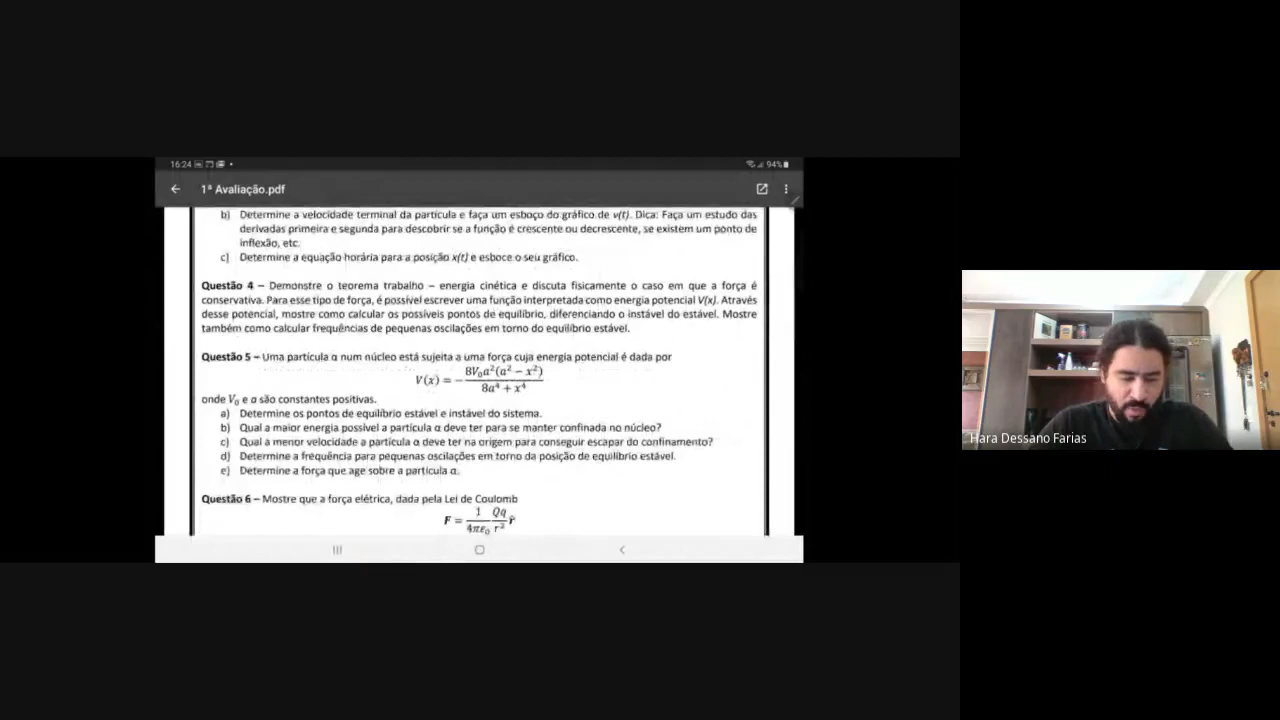 16:24
94%
1ª Avaliação.pdf
b) Determine a velocidade terminal da partícula e faça um esboço do gráfico de v(t). Dica: Faça um estudo das
derivadas primeira e segunda para descobrir se a função é crescente ou decrescente, se existem um ponto de
inflexão, etc.
c) Determine a equação horária para a posição x(t) e esboce o seu gráfico.
Questão 4 – Demonstre o teorema trabalho – energia cinética e discuta fisicamente o caso em que a força é
conservativa. Para esse tipo de força, é possível escrever uma função interpretada como energia potencial V(x). Através
desse potencial, mostre como calcular os possíveis pontos de equilíbrio, diferenciando o instável do estável. Mostre
também como calcular frequências de pequenas oscilações em torno do equilíbrio estável.
Questão 5 – Uma partícula α num núcleo está sujeita a uma força cuja energia potencial é dada por
V(x) = − 8V₀a²(a² − x²) / 8a⁴ + x⁴
onde V₀ e a são constantes positivas.
a) Determine os pontos de equilíbrio estável e instável do sistema.
b) Qual a maior energia possível a partícula α deve ter para se manter confinada no núcleo?
c) Qual a menor velocidade a partícula α deve ter na origem para conseguir escapar do confinamento?
d) Determine a frequência para pequenas oscilações em torno da posição de equilíbrio estável.
e) Determine a força que age sobre a partícula α.
Questão 6 – Mostre que a força elétrica, dada pela Lei de Coulomb
F = 1/4πε₀ Qq/r² r̂
Hara Dessano Farias